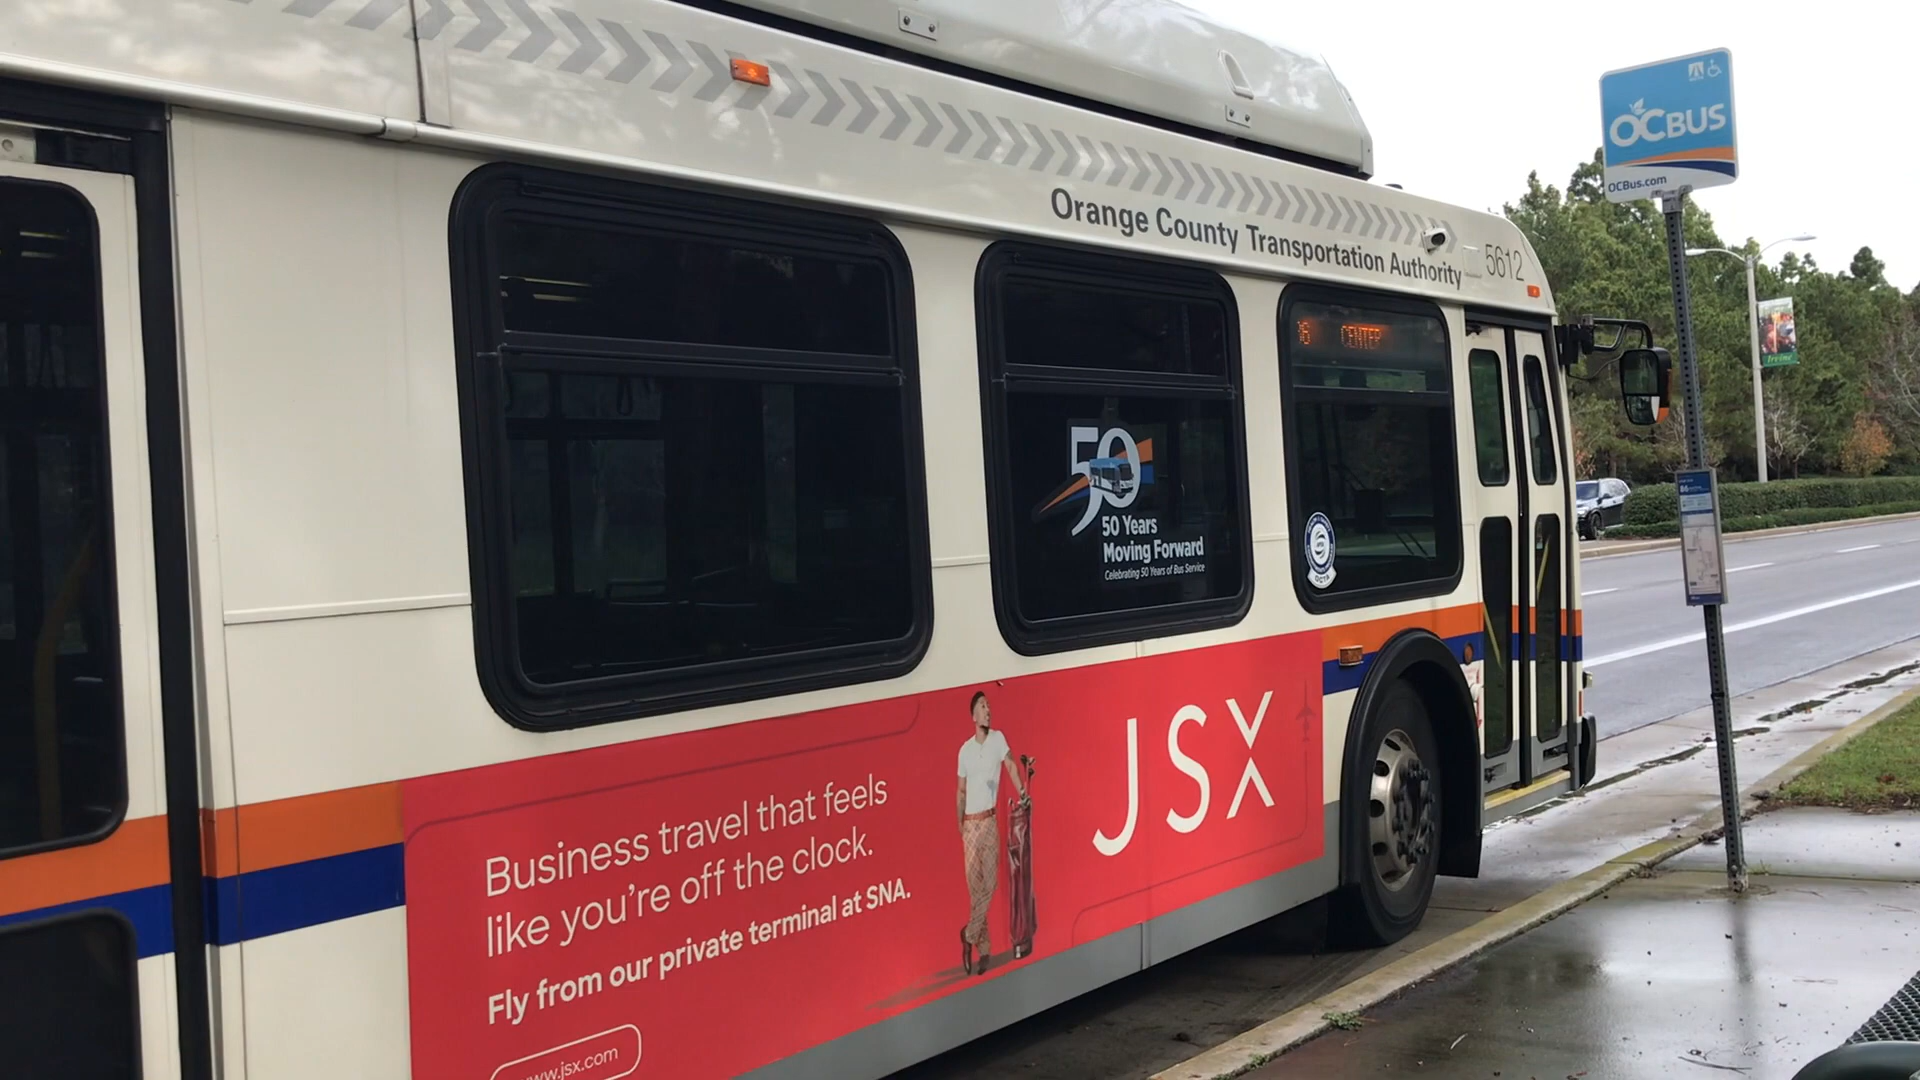 Orange County Transportation Authority
5612
OCBUS
OCBus.com
CENTER
50
50 Years
Moving Forward
Celebrating 50 Years of Bus Service
OCTA
Irvine
JSX
Business travel that feels
like you're off the clock.
Fly from our private terminal at SNA.
www.jsx.com